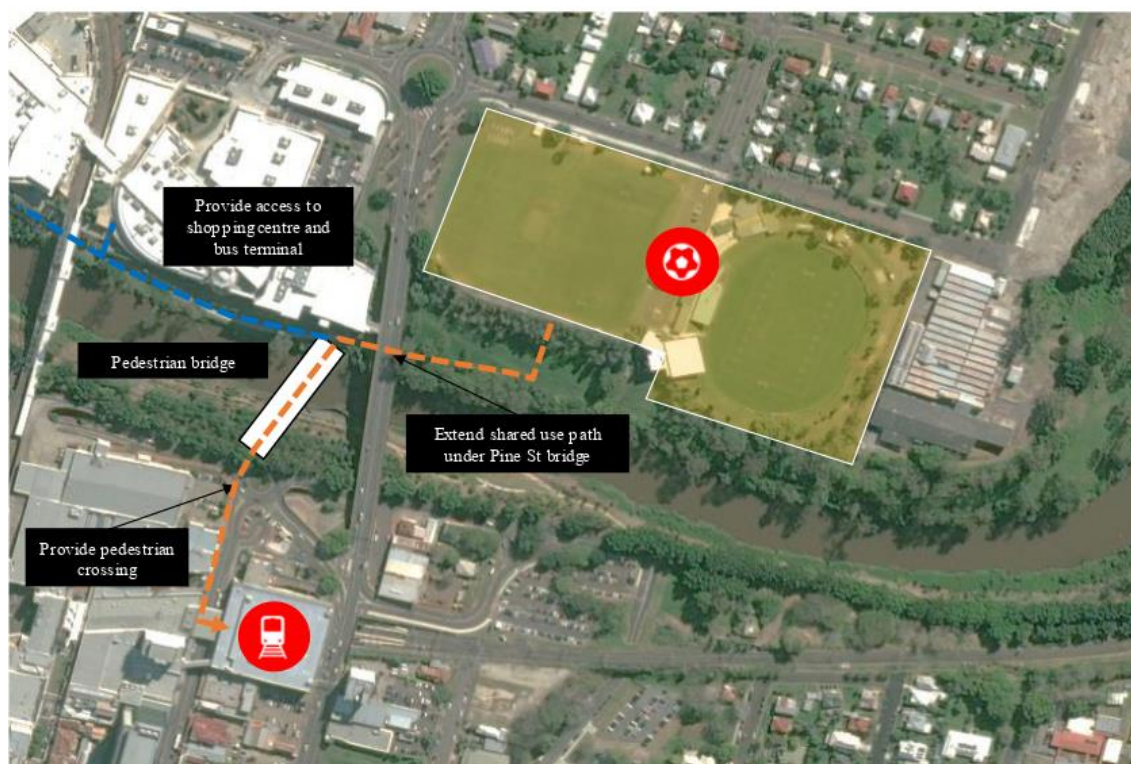 Provide access to
shopping centre and
bus terminal
Pedestrian bridge
Extend shared use path
under Pine St bridge
Provide pedestrian
crossing